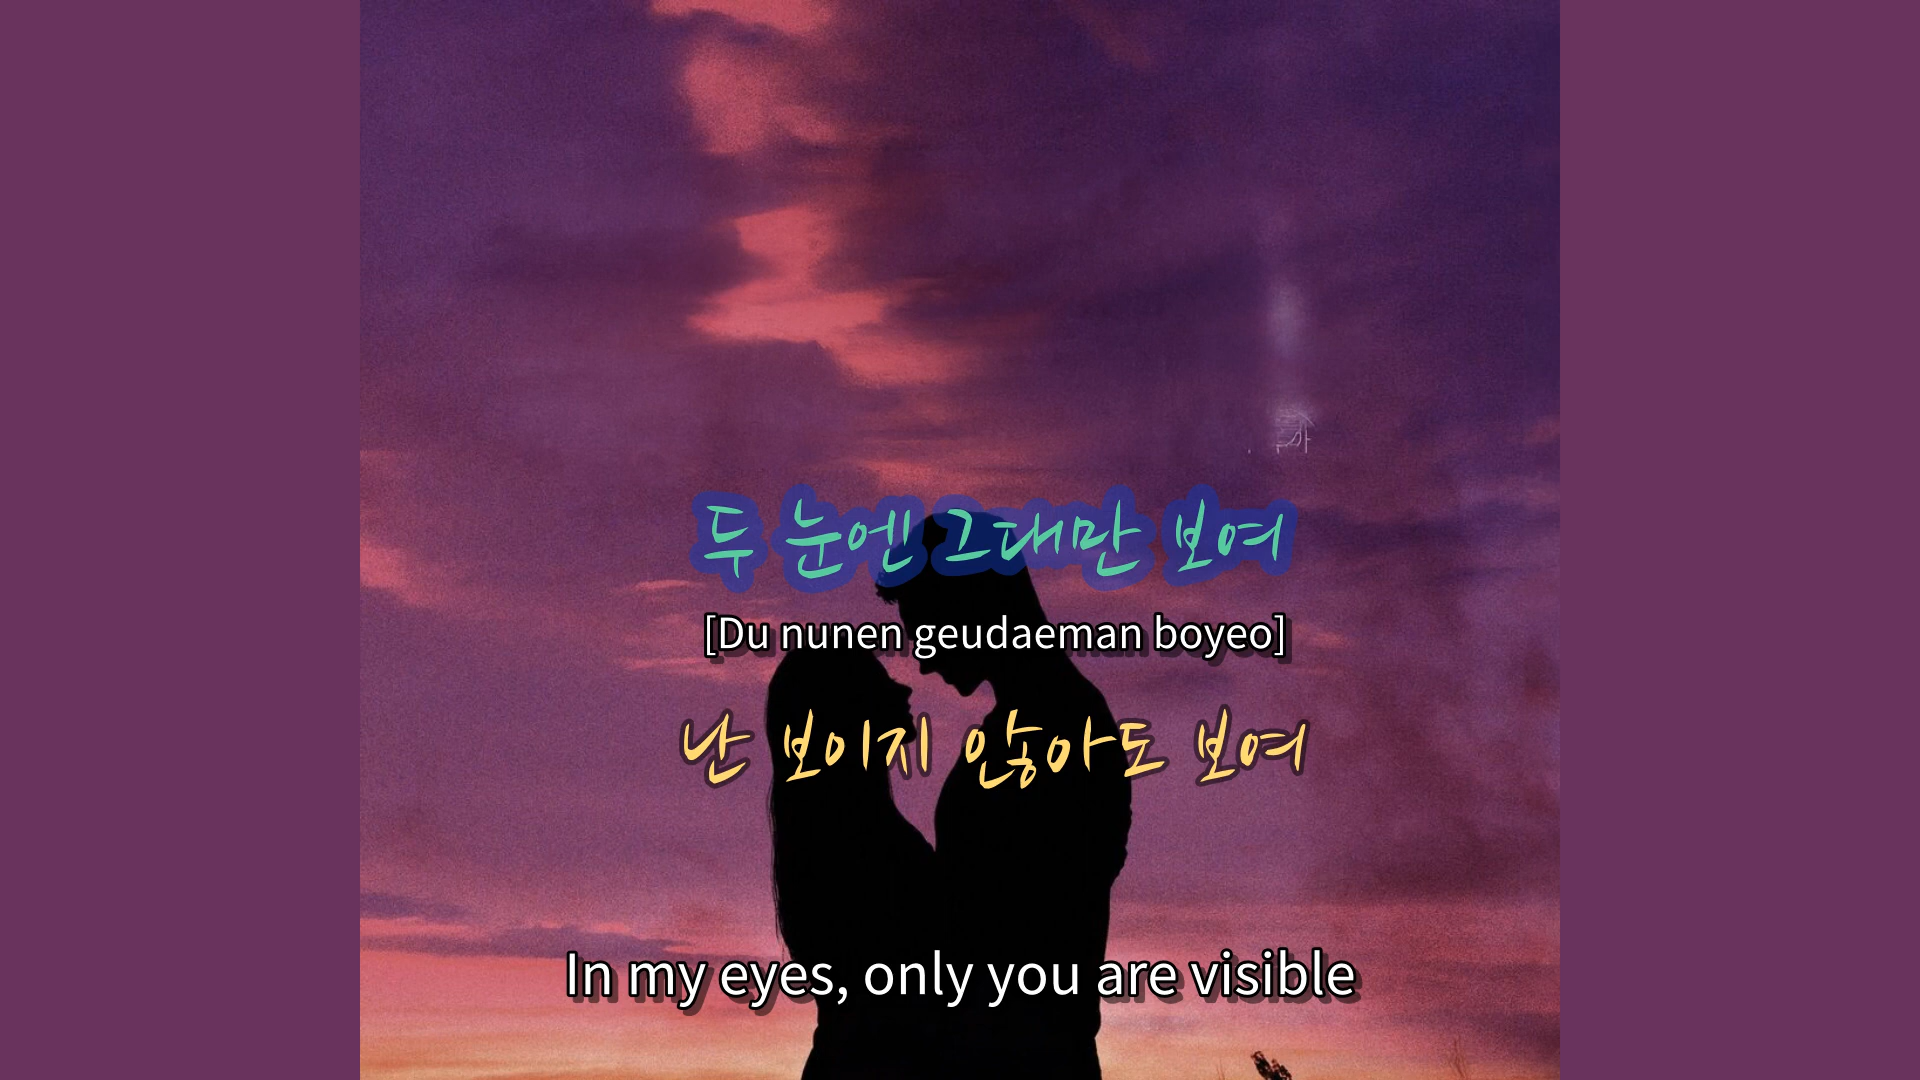 두 눈엔 그대만 보여
[Du nunen geudaeman boyeo]
난 보이지 않아도 보여
In my eyes, only you are visible